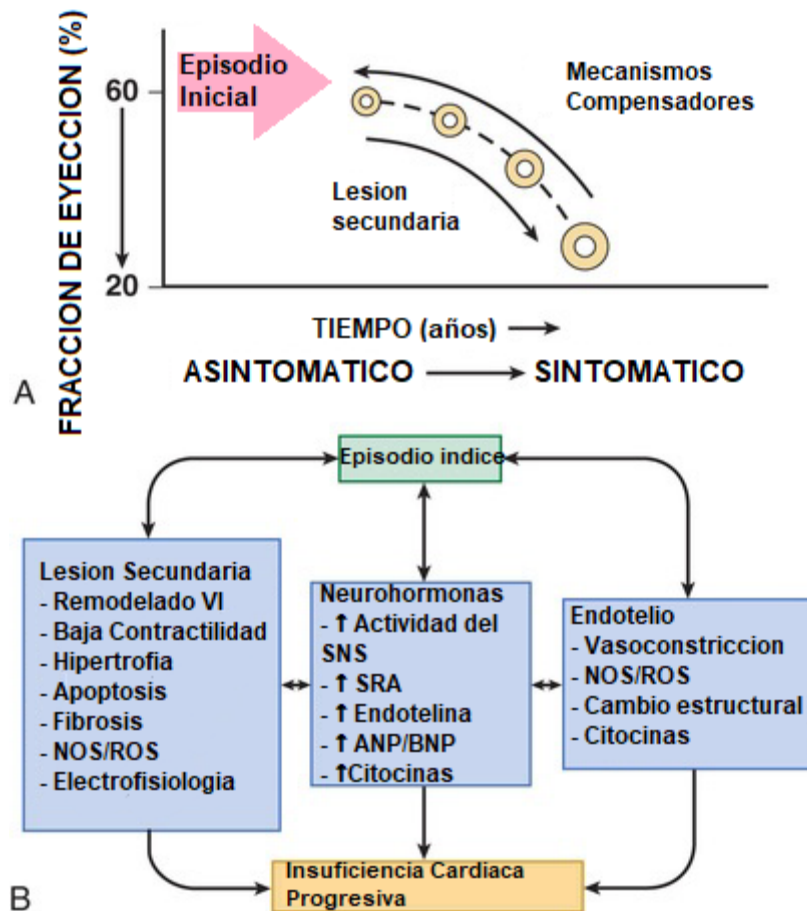 FRACCION DE EYECCION (%)
60
20
Episodio
Inicial
Mecanismos
Compensadores
Lesion
secundaria
TIEMPO (años)
ASINTOMATICO
SINTOMATICO
A
Episodio indice
Lesion Secundaria
- Remodelado VI
- Baja Contractilidad
- Hipertrofia
- Apoptosis
- Fibrosis
- NOS/ROS
- Electrofisiologia
Neurohormonas
- ↑ Actividad del
SNS
- ↑ SRA
- ↑ Endotelina
- ↑ ANP/BNP
- ↑Citocinas
Endotelio
- Vasoconstriccion
- NOS/ROS
- Cambio estructural
- Citocinas
Insuficiencia Cardiaca
Progresiva
B